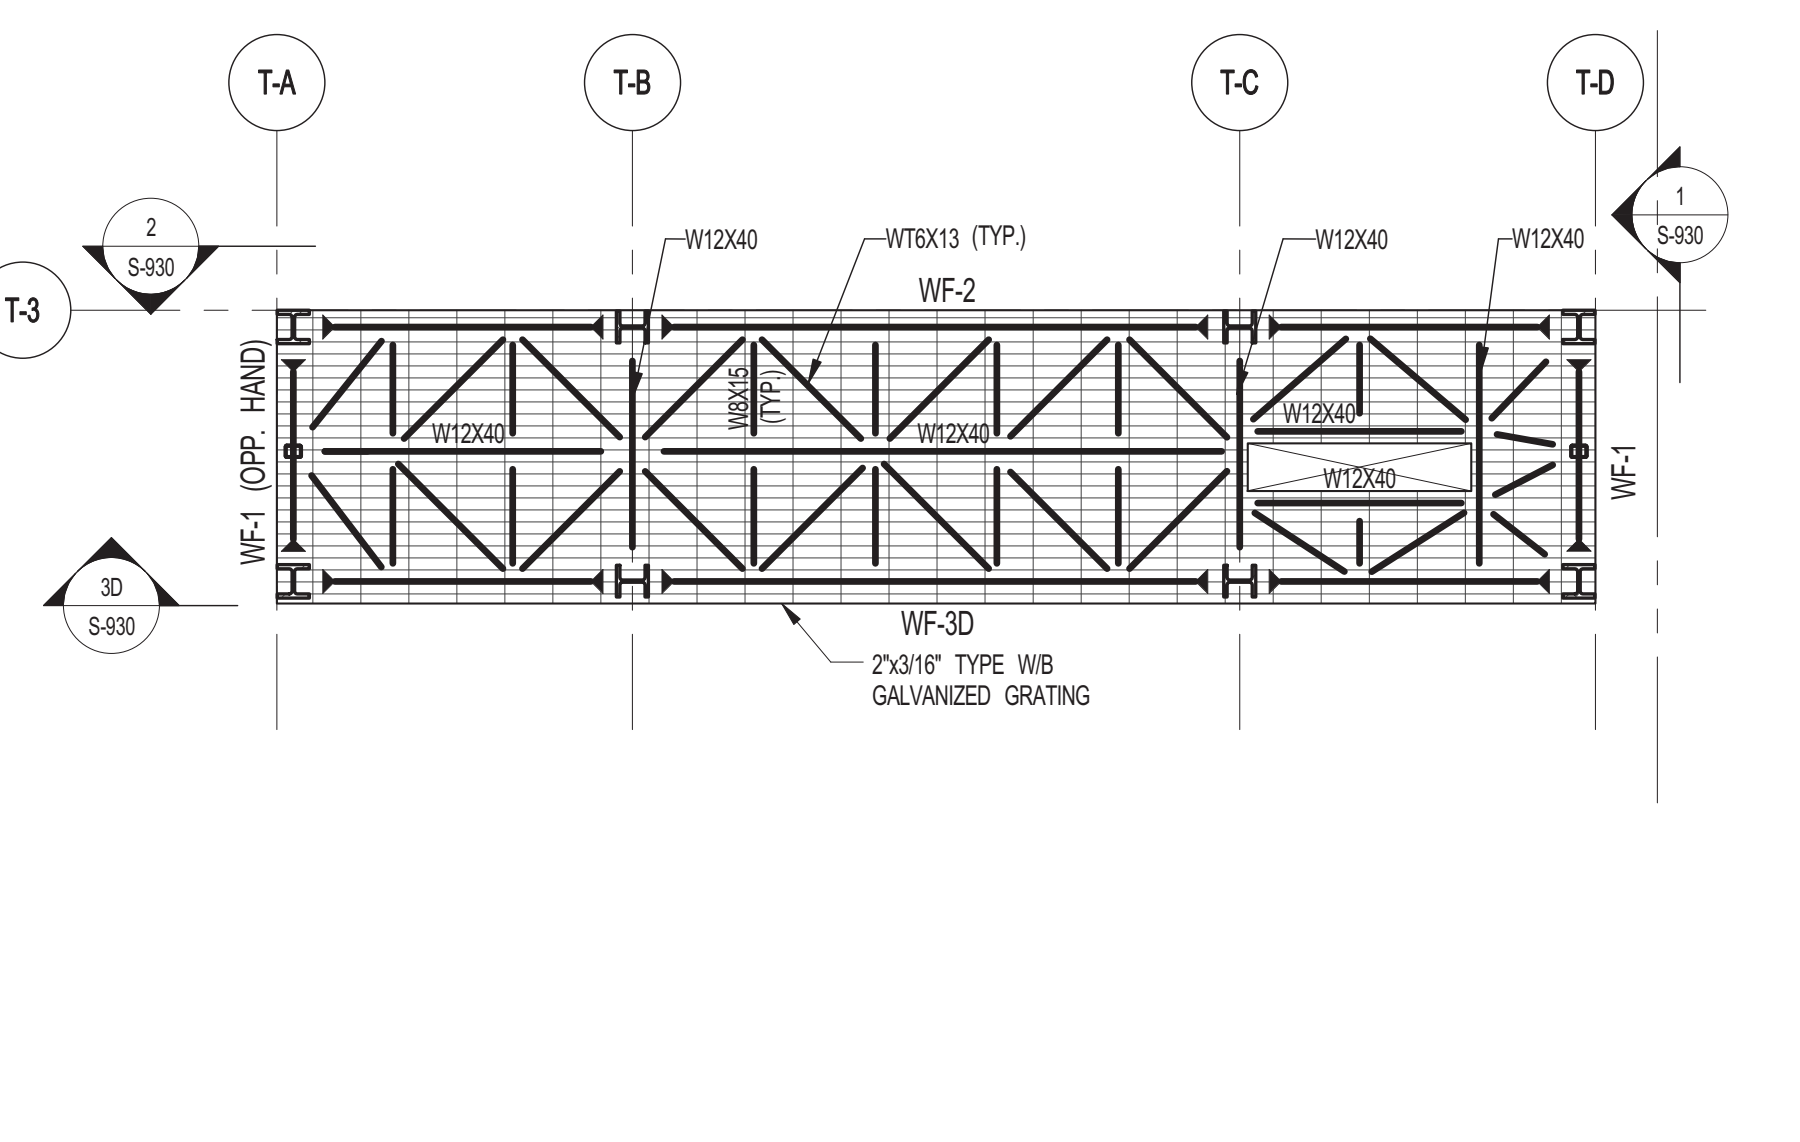 T-A
T-B
T-C
T-D
1
S-930
2
S-930
W12X40
WT6X13 (TYP.)
W12X40
W12X40
T-3
WF-2
WF-1 (OPP. HAND)
W8X15
(TYP.)
W12X40
W12X40
W12X40
W12X40
WF-1
3D
S-930
WF-3D
2"x3/16" TYPE W/B
GALVANIZED GRATING